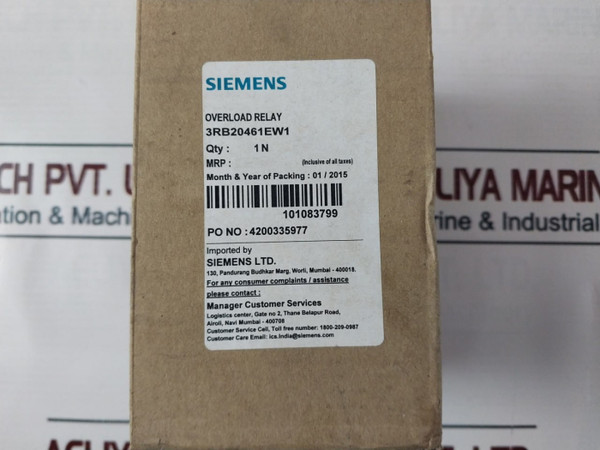 SIEMENS
OVERLOAD RELAY
3RB20461EW1
Qty : 1 N
MRP : (Inclusive of all taxes)
Month & Year of Packing : 01 / 2015
101083799
PO NO : 4200335977
Imported by
SIEMENS LTD.
130, Pandurang Budhkar Marg, Worli, Mumbai - 400018.
For any consumer complaints / assistance
please contact :
Manager Customer Services
Logistics center, Gate no 2, Thane Belapur Road,
Airoli, Navi Mumbai - 400708
Customer Service Cell, Toll free number: 1800-209-0987
Customer Care Email: ics.india@siemens.com
CH PVT.
LIYA MARIN
ation & Mach
rine & Industrial